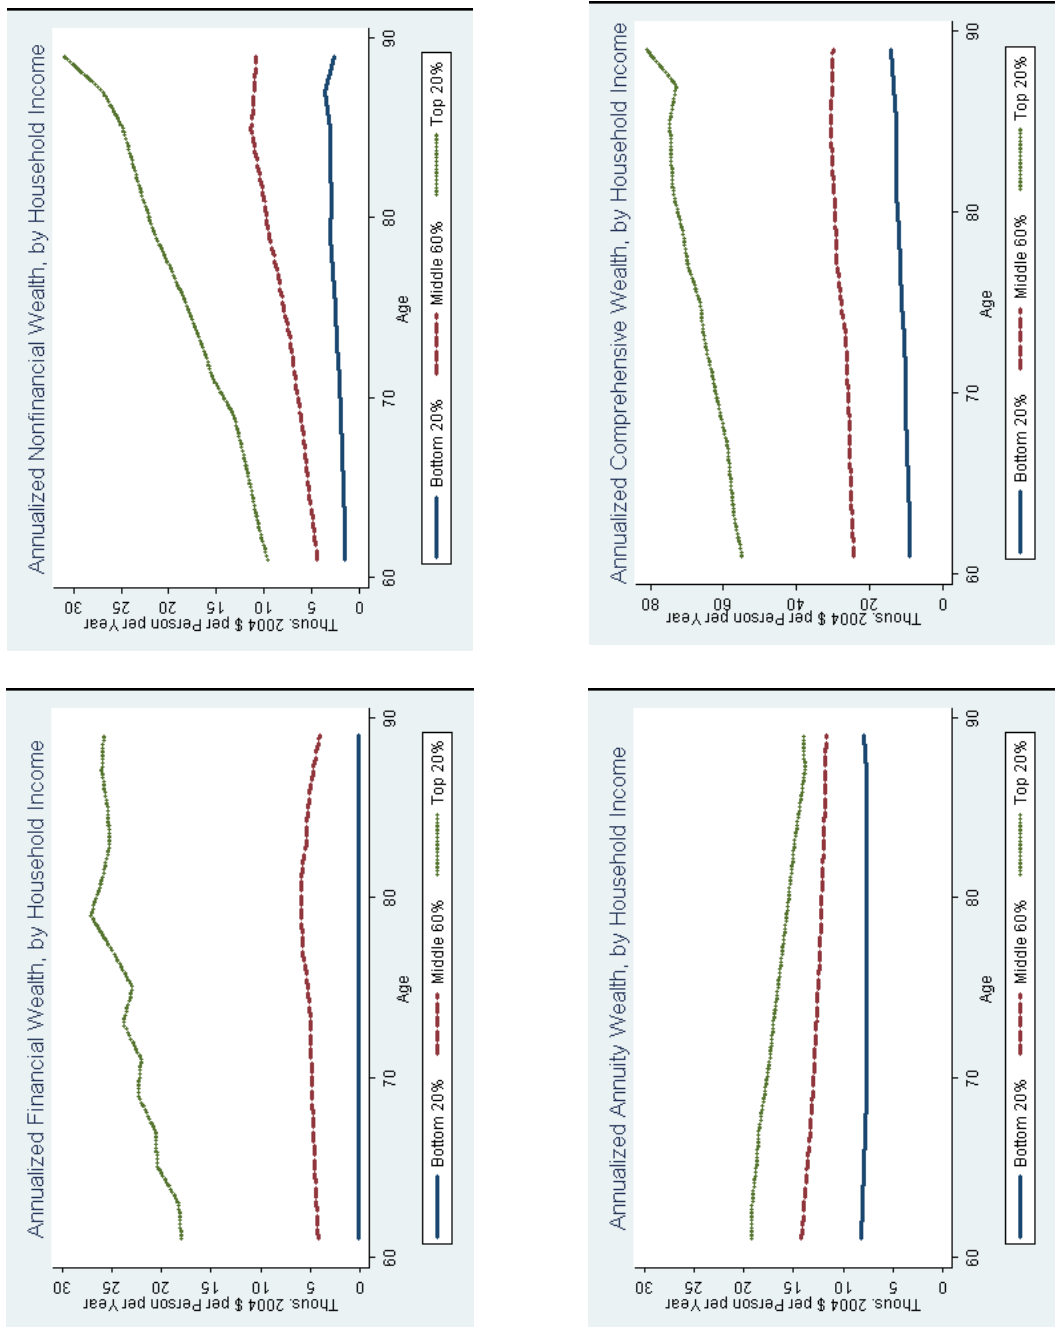 Annualized Nonfinancial Wealth, by Household Income
Thous. 2004 $ per Person per Year
30
25
20
15
10
5
0
60
70
80
90
Age
Bottom 20%
Middle 60%
Top 20%
Annualized Comprehensive Wealth, by Household Income
Thous. 2004 $ per Person per Year
80
60
40
20
0
60
70
80
90
Age
Bottom 20%
Middle 60%
Top 20%
Annualized Financial Wealth, by Household Income
Thous. 2004 $ per Person per Year
30
25
20
15
10
5
0
60
70
80
90
Age
Bottom 20%
Middle 60%
Top 20%
Annualized Annuity Wealth, by Household Income
Thous. 2004 $ per Person per Year
30
25
20
15
10
5
0
60
70
80
90
Age
Bottom 20%
Middle 60%
Top 20%